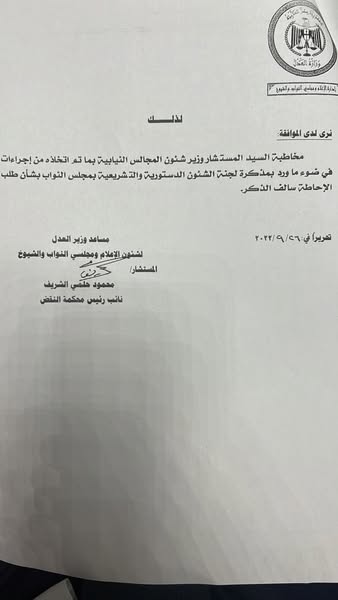 وزارة العدل
إدارة الإعلام ومجلسي النواب والشيوخ
لذلــــك
نرى لدى الموافقة:
مخاطبة السيد المستشار وزير شئون المجالس النيابية بما تم اتخاذه من إجراءات
في ضوء ما ورد بمذكرة لجنة الشئون الدستورية والتشريعية بمجلس النواب بشأن طلب
الإحاطة سالف الذكر.
تحريرًا في: ٢٠٢٢/٩/٢٦
مساعد وزير العدل
لشئون الإعلام ومجلسي النواب والشيوخ
المستشار/
محمود حلمي الشريف
نائب رئيس محكمة النقض